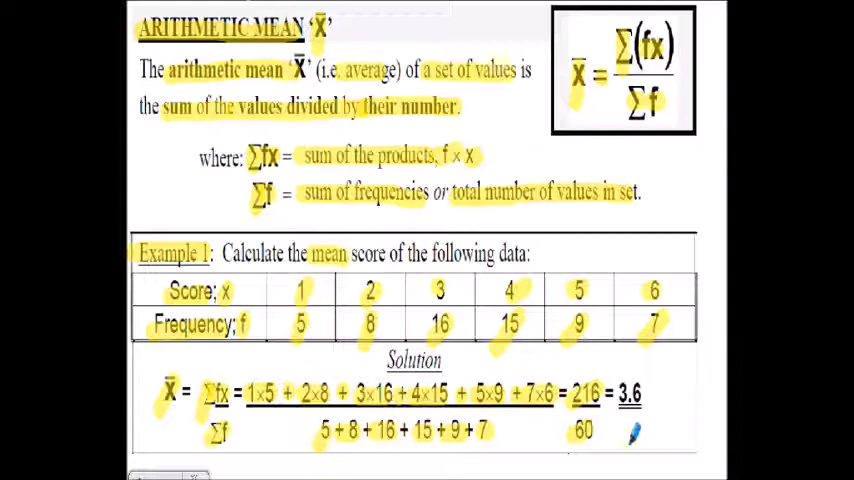 ARITHMETIC MEAN 'X̄'
The arithmetic mean 'X̄' (i.e. average) of a set of values is
the sum of the values divided by their number.
X̄ = ∑(fx)
∑f
where: ∑fx = sum of the products, f × x
∑f = sum of frequencies or total number of values in set.
Example 1: Calculate the mean score of the following data:
Score; x 1 2 3 4 5 6
Frequency; f 5 8 16 15 9 7
Solution
X̄ = ∑fx = 1×5 + 2×8 + 3×16 + 4×15 + 5×9 + 7×6 = 216 = 3.6
∑f 5 + 8 + 16 + 15 + 9 + 7 60